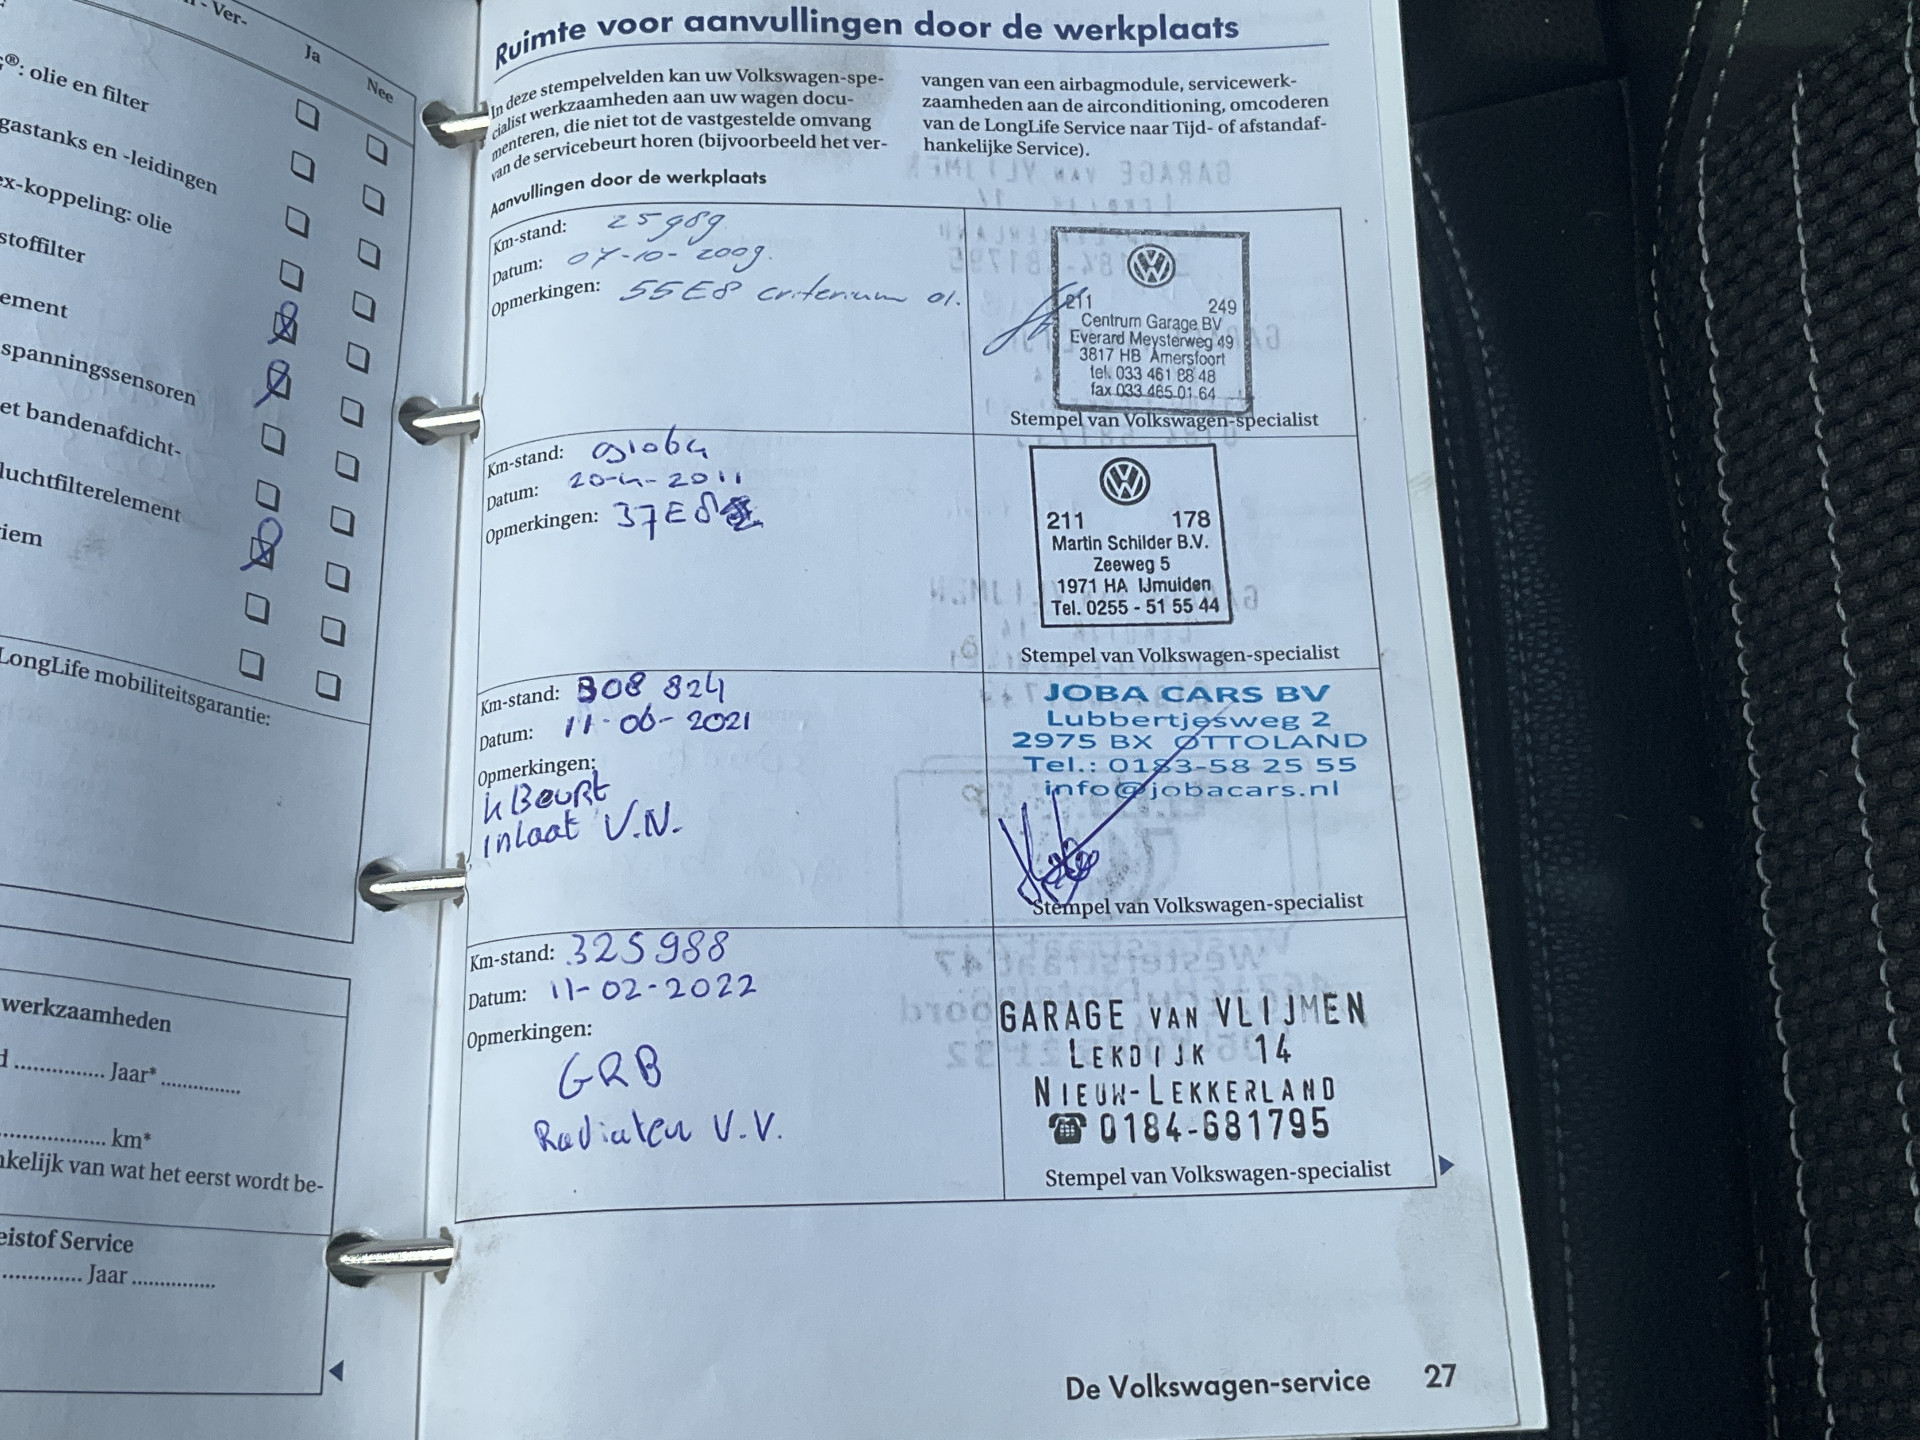 - Ver-
Ja
Nee
®: olie en filter
gastanks en -leidingen
ex-koppeling: olie
stoffilter
ement
spanningssensoren
et bandenafdicht-
luchtfilterelement
iem
LongLife mobiliteitsgarantie:
werkzaamheden
d ............... Jaar* ..............
................... km*
nkelijk van wat het eerst wordt be-
eistof Service
.............. Jaar ...............
Ruimte voor aanvullingen door de werkplaats
In deze stempelvelden kan uw Volkswagen-spe-
cialist werkzaamheden aan uw wagen docu-
menteren, die niet tot de vastgestelde omvang
van de servicebeurt horen (bijvoorbeeld het ver-
vangen van een airbagmodule, servicewerk-
zaamheden aan de airconditioning, omcoderen
van de LongLife Service naar Tijd- of afstandaf-
hankelijke Service).
Aanvullingen door de werkplaats
Km-stand: 25989
Datum: 07-10-2009.
Opmerkingen: 55E8 criterium 01.
211 249
Centrum Garage BV
Everard Meysterweg 49
3817 HB Amersfoort
tel. 033 461 88 48
fax 033 465 01 64
Stempel van Volkswagen-specialist
Km-stand: 91064
Datum: 20-4-2011
Opmerkingen: 37E8
211 178
Martin Schilder B.V.
Zeeweg 5
1971 HA IJmuiden
Tel. 0255 - 51 55 44
Stempel van Volkswagen-specialist
Km-stand: 308 824
Datum: 11-06-2021
Opmerkingen:
k Beurt
inlaat V.N.
JOBA CARS BV
Lubbertjesweg 2
2975 BX OTTOLAND
Tel.: 0183-58 25 55
info@jobacars.nl
Stempel van Volkswagen-specialist
Km-stand: 325988
Datum: 11-02-2022
Opmerkingen:
GRB
Radiateu V.V.
GARAGE VAN VLIJMEN
LEKDIJK 14
NIEUW-LEKKERLAND
☎ 0184-681795
Stempel van Volkswagen-specialist
De Volkswagen-service 27